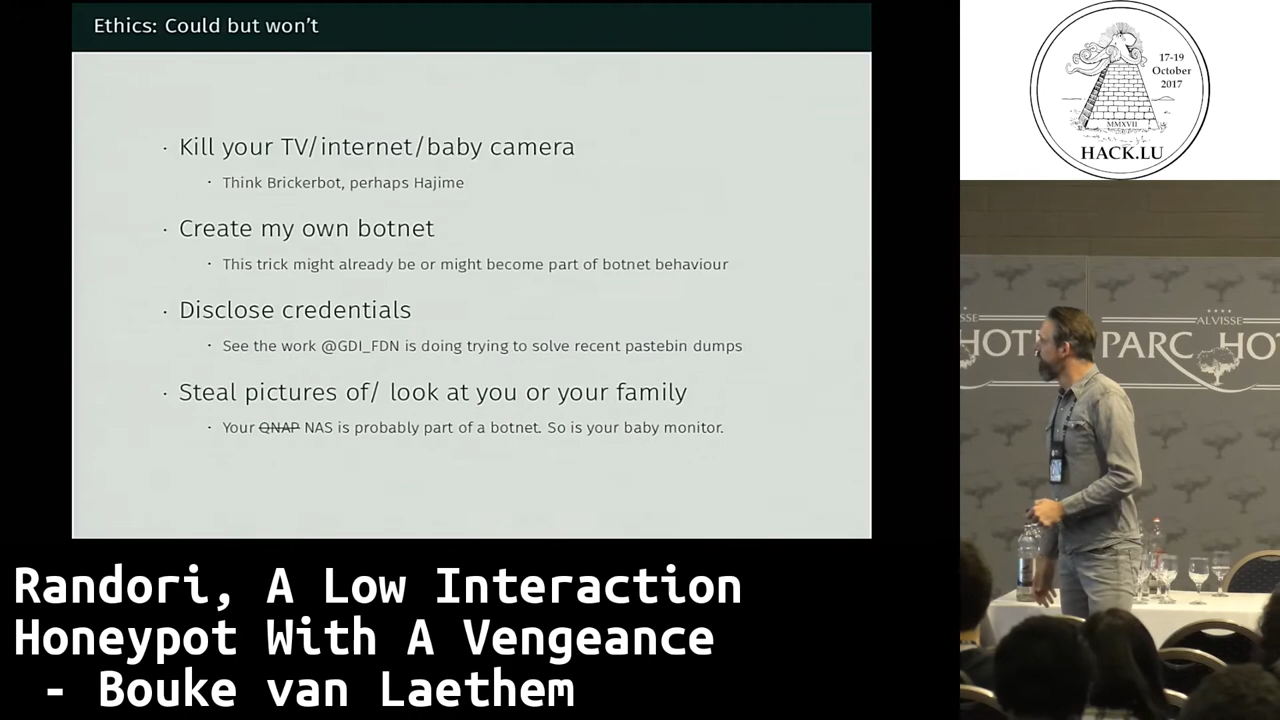 Ethics: Could but won't
· Kill your TV/internet/baby camera
· Think Brickerbot, perhaps Hajime
· Create my own botnet
· This trick might already be or might become part of botnet behaviour
· Disclose credentials
· See the work @GDI_FDN is doing trying to solve recent pastebin dumps
· Steal pictures of/ look at you or your family
· Your QNAP NAS is probably part of a botnet. So is your baby monitor.
17-19
October
2017
MMXVII
HACK.LU
ALVISSE
PARC HO
HOT
Randori, A Low Interaction
Honeypot With A Vengeance
- Bouke van Laethem